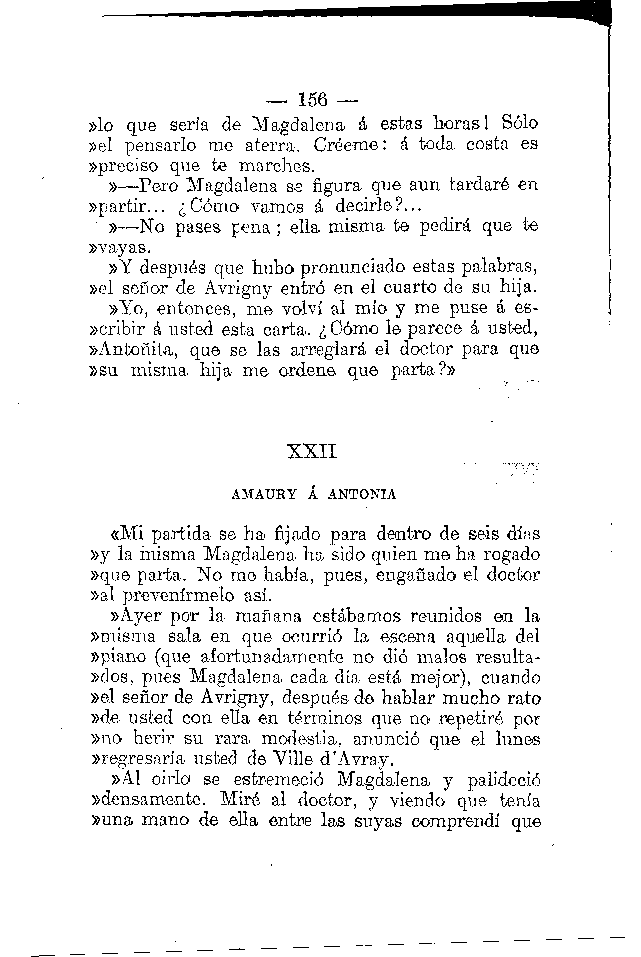 — 156 —
»lo que sería de Magdalena á estas horas! Sólo
»el pensarlo me aterra. Créeme: á toda costa es
»preciso que te marches.
»—Pero Magdalena se figura que aun tardaré en
»partir... ¿Cómo vamos á decirle?...
»—No pases pena; ella misma te pedirá que te
»vayas.
»Y después que hubo pronunciado estas palabras,
»el señor de Avrigny entró en el cuarto de su hija.
»Yo, entonces, me volví al mío y me puse á es-
»cribir á usted esta carta. ¿Cómo le parece á usted,
»Antoñita, que se las arreglará el doctor para que
»su misma hija me ordene que parta?»
XXII
AMAURY Á ANTONIA
«Mi partida se ha fijado para dentro de seis días
»y la misma Magdalena ha sido quien me ha rogado
»que parta. No me había, pues, engañado el doctor
»al prevenírmelo así.
»Ayer por la mañana estábamos reunidos en la
»misma sala en que ocurrió la escena aquella del
»piano (que afortunadamente no dió malos resulta-
»dos, pues Magdalena cada día está mejor), cuando
»el señor de Avrigny, después de hablar mucho rato
»de usted con ella en términos que no repetiré por
»no herir su rara modestia, anunció que el lunes
»regresaría usted de Ville d'Avray.
»Al oirlo se estremeció Magdalena y palideció
»densamente. Miré al doctor, y viendo que tenía
»una mano de ella entre las suyas comprendí que